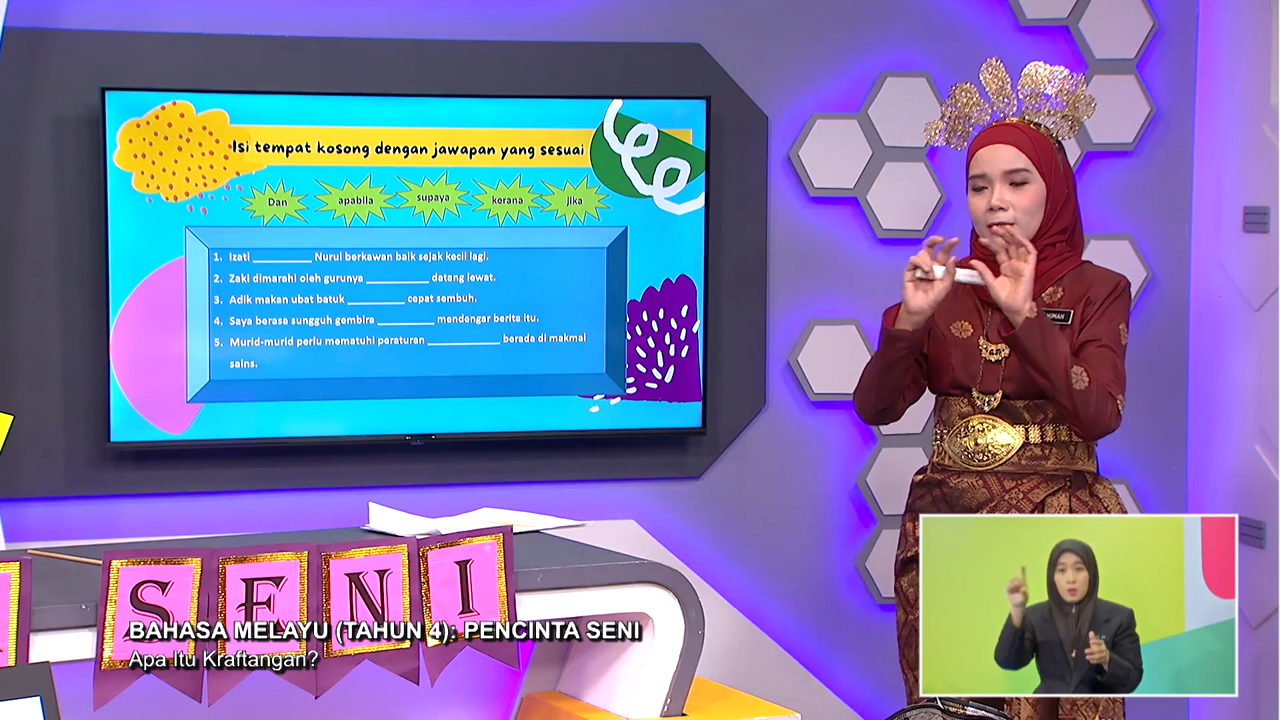 Isi tempat kosong dengan jawapan yang sesuai
Dan apabila supaya kerana jika
1. Izati __________ Nurul berkawan baik sejak kecil lagi.
2. Zaki dimarahi oleh gurunya ___________ datang lewat.
3. Adik makan ubat batuk __________ cepat sembuh.
4. Saya berasa sungguh gembira __________ mendengar berita itu.
5. Murid-murid perlu mematuhi peraturan _____________ berada di makmal
sains.
SENI
BAHASA MELAYU (TAHUN 4): PENCINTA SENI
Apa Itu Kraftangan?